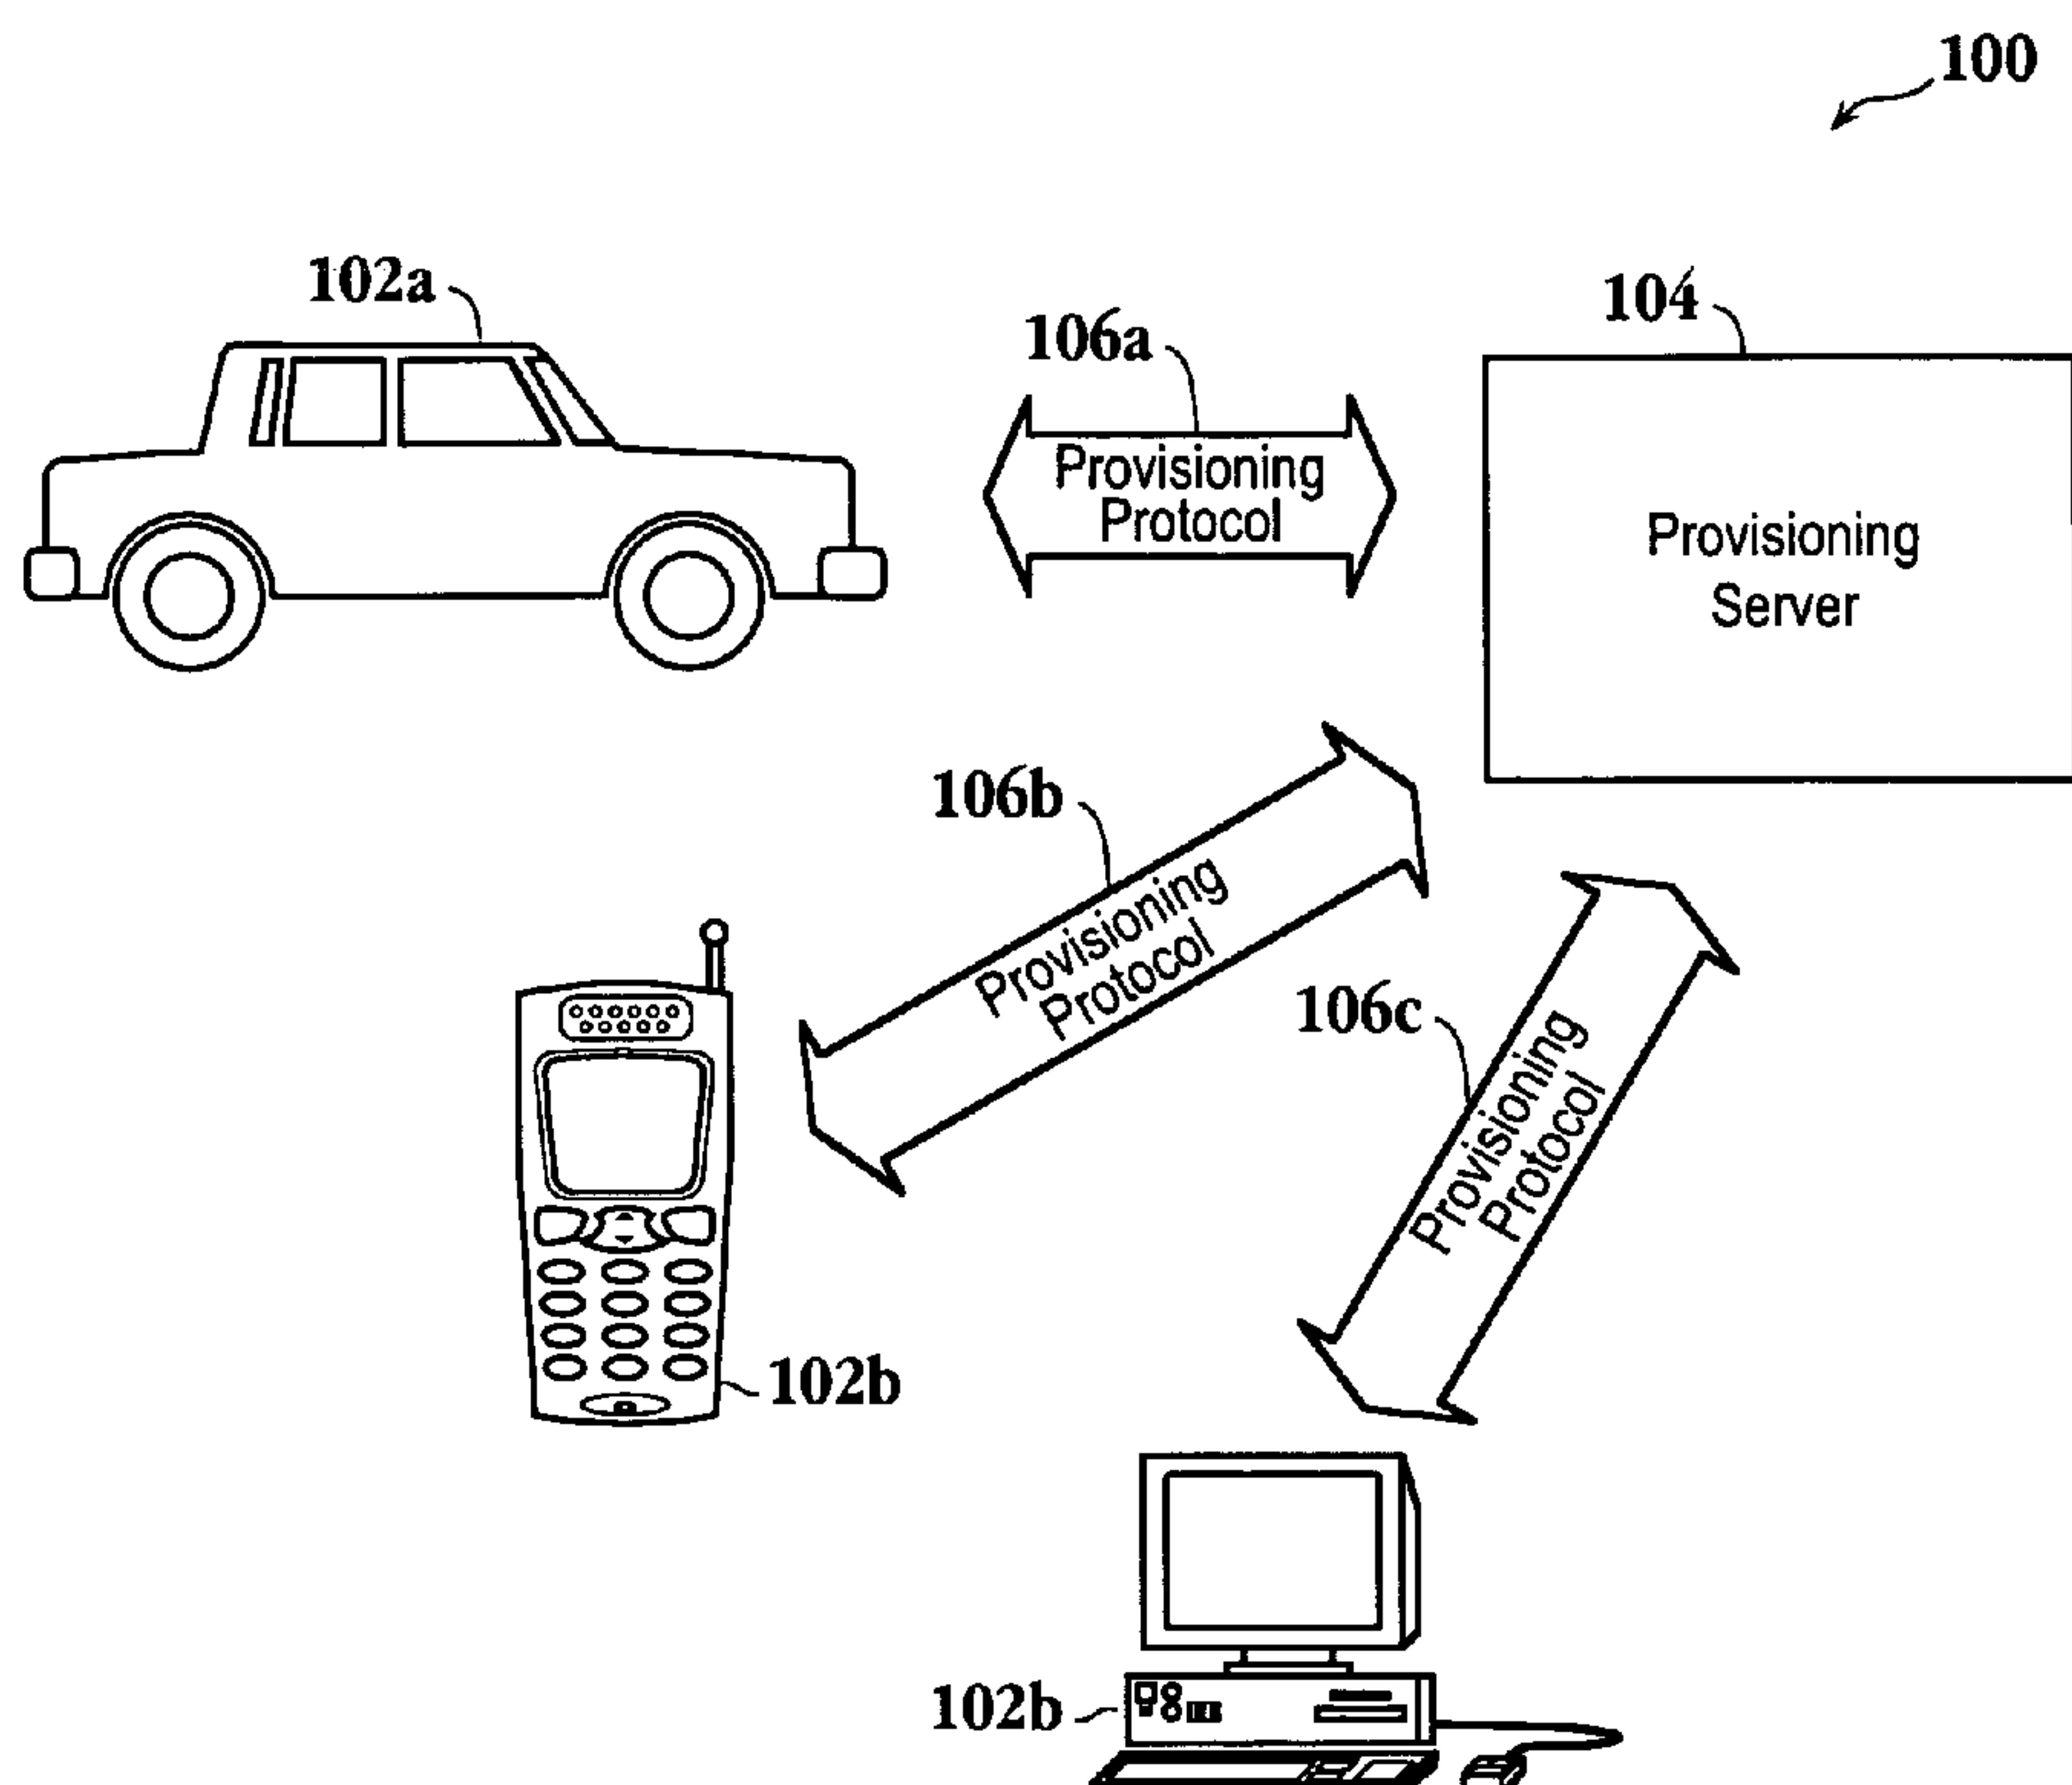 100
102a
106a
104
Provisioning
Protocol
Provisioning
Server
106b
Provisioning
Protocol
106c
Provisioning
Protocol
102b
102b